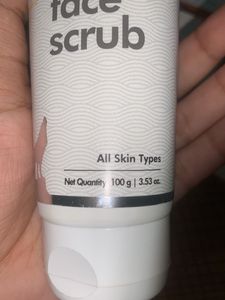 face
scrub
All Skin Types
Net Quantity 100 g | 3.53 oz.